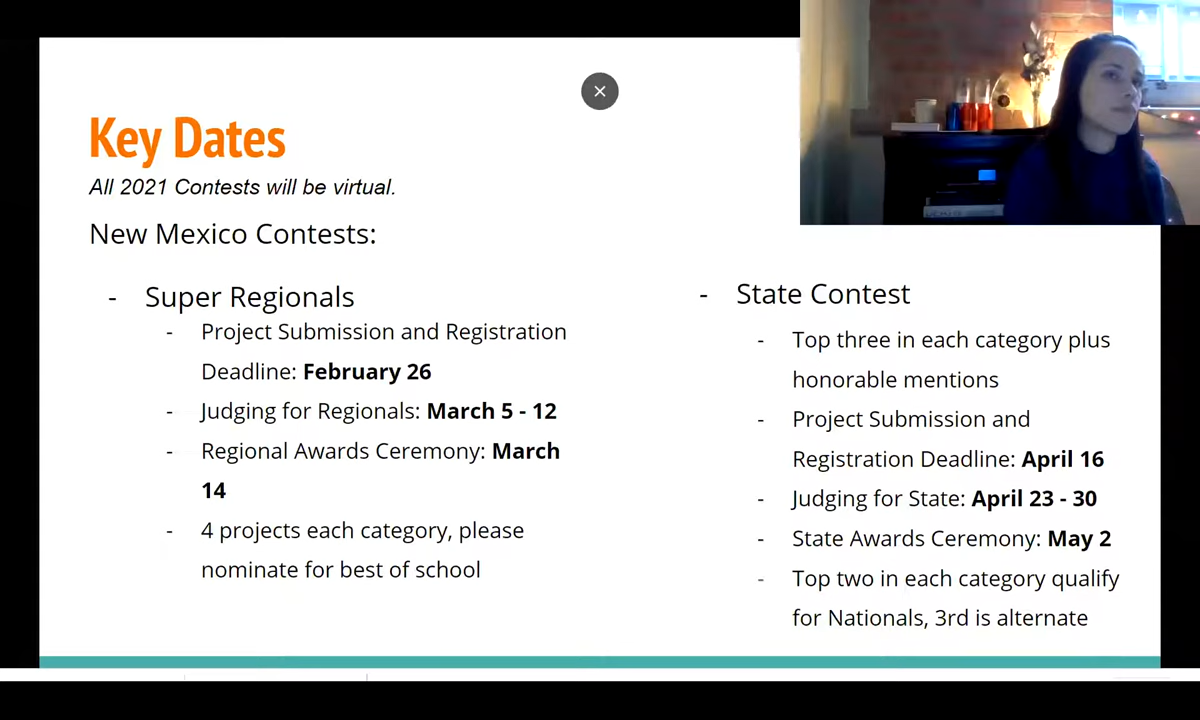 Key Dates
All 2021 Contests will be virtual.
New Mexico Contests:
- Super Regionals
- Project Submission and Registration
Deadline: February 26
- Judging for Regionals: March 5 - 12
- Regional Awards Ceremony: March
14
- 4 projects each category, please
nominate for best of school
- State Contest
- Top three in each category plus
honorable mentions
- Project Submission and
Registration Deadline: April 16
- Judging for State: April 23 - 30
- State Awards Ceremony: May 2
- Top two in each category qualify
for Nationals, 3rd is alternate